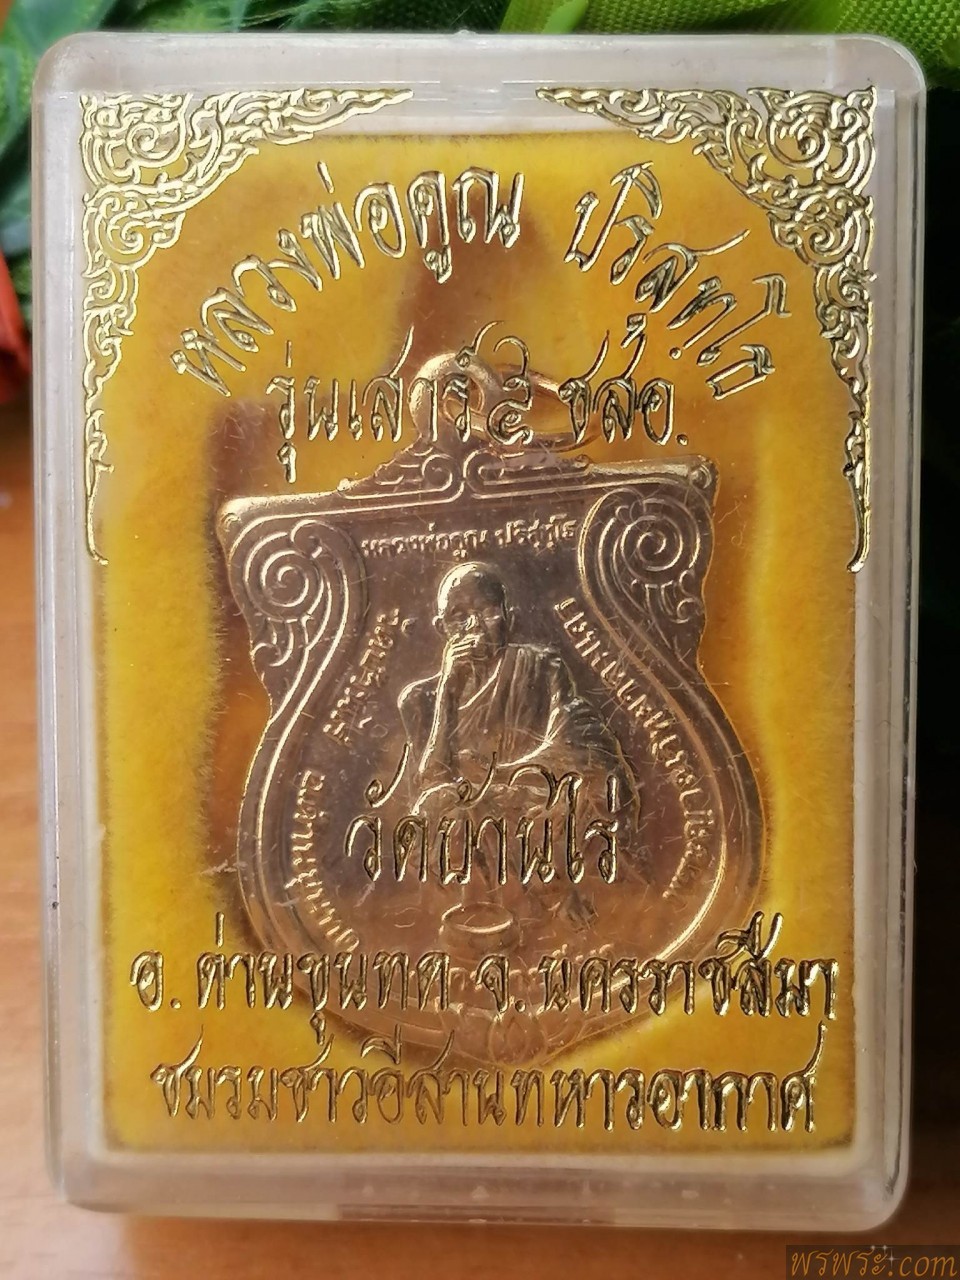 หลวงพ่อคูณ ปริสุทโธ
รุ่นเสาร์ ๕ ชสอ.
หลวงพ่อคูณ ปริสุทโธ
วัดบ้านไร่
อ.ด่านขุนทด จ.นครราชสีมา
ชมรมชาวอีสานทหารอากาศ
พรพระ.com